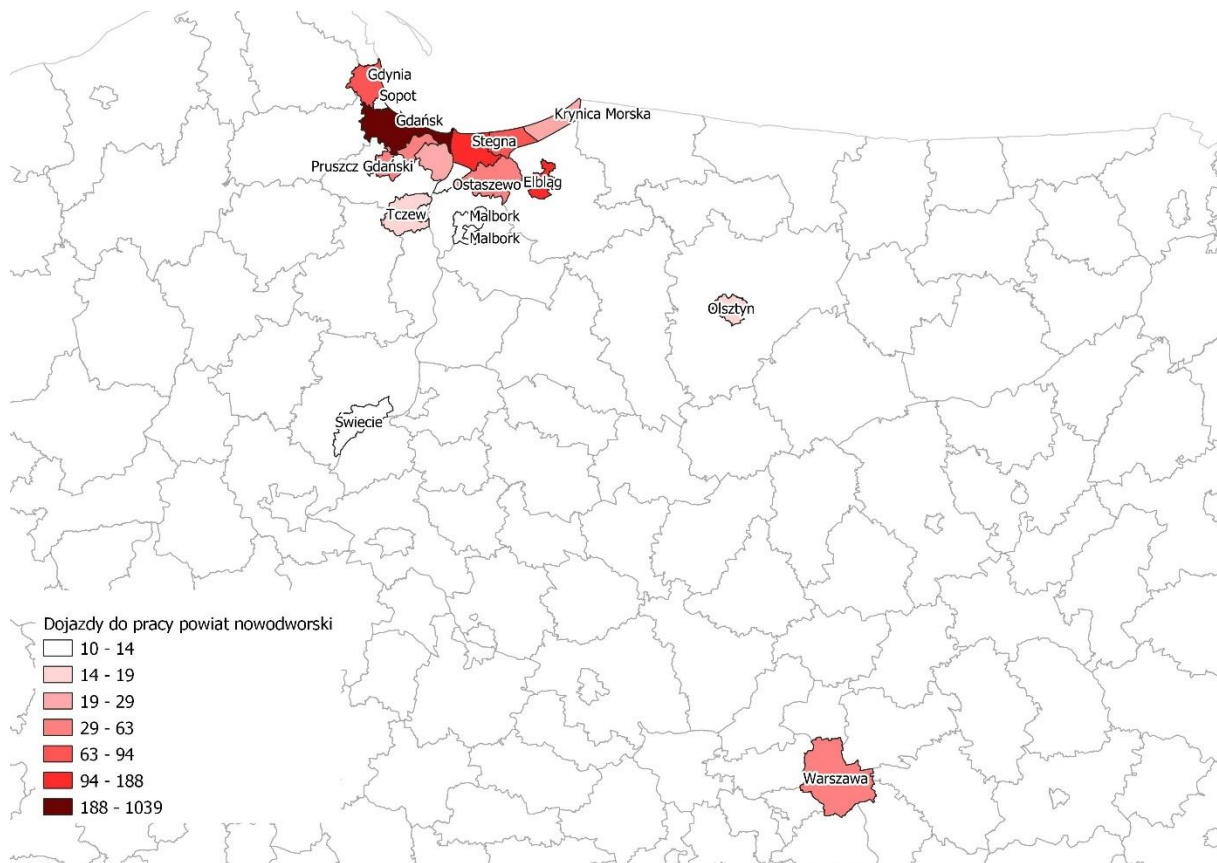 Gdynia
Sopot
Gdańsk
Krynica Morska
Stegna
Pruszcz Gdański
Ostaszewo
Elbląg
Tczew
Malbork
Malbork
Olsztyn
Świecie
Dojazdy do pracy powiat nowodworski
10 - 14
14 - 19
19 - 29
29 - 63
63 - 94
94 - 188
188 - 1039
Warszawa